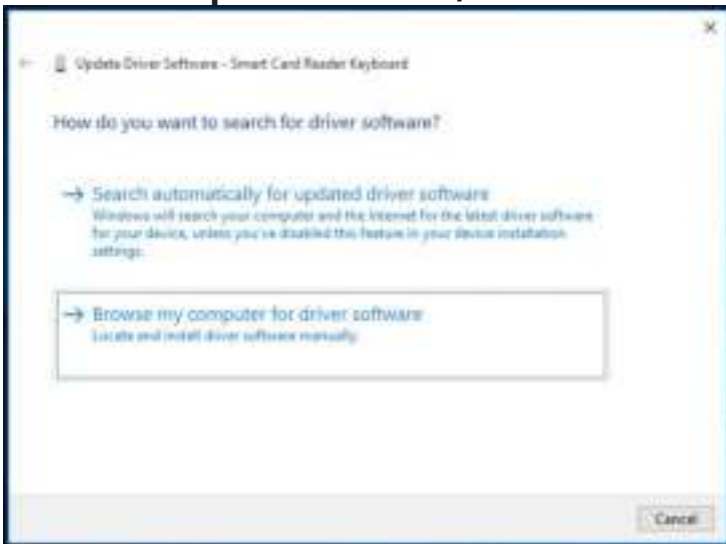 Update Driver Software - Smart Card Reader Keyboard
How do you want to search for driver software?
Search automatically for updated driver software
Windows will search your computer and the Internet for the latest driver software
for your device, unless you've disabled this feature in your device installation
settings.
Browse my computer for driver software
Locate and install driver software manually.
Cancel